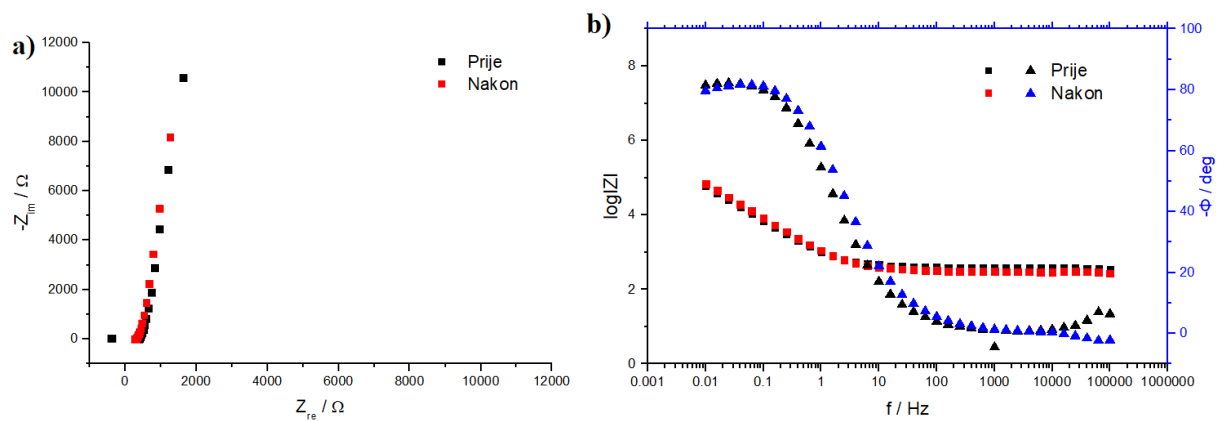 a)
12000
10000
8000
6000
4000
2000
0
-Z_im / Ω
0 2000 4000 6000 8000 10000 12000
Z_re / Ω
Prije
Nakon
b)
8
6
4
2
0
log|Z|
100
80
60
40
20
0
-Φ / deg
0.001 0.01 0.1 1 10 100 1000 10000 100000 1000000
f / Hz
Prije
Nakon